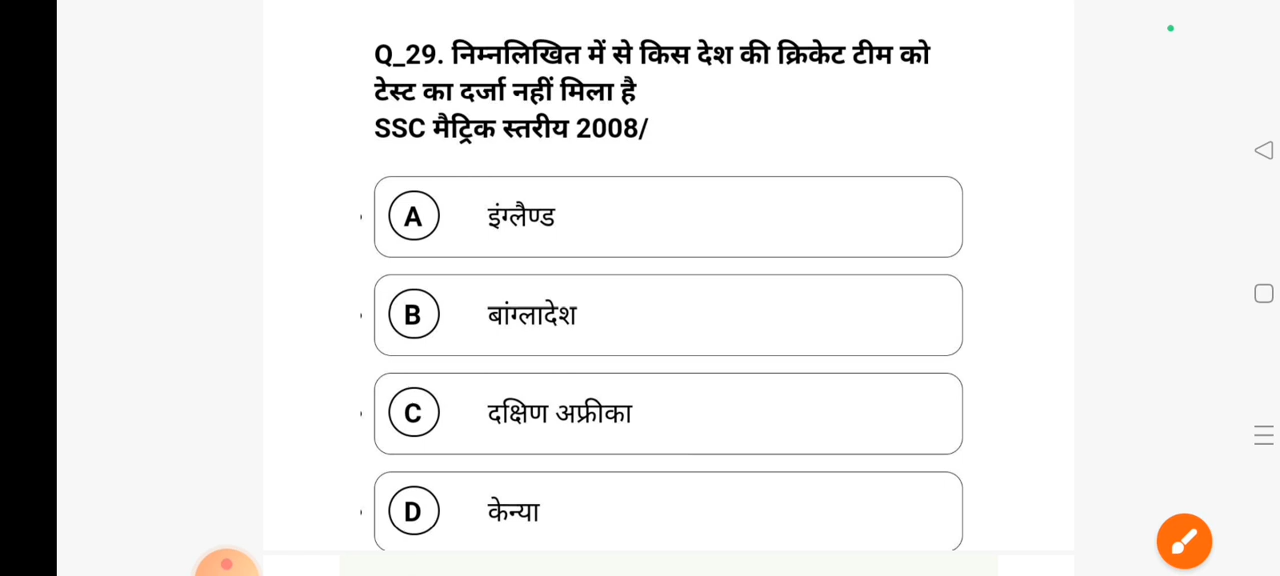 Q_29. निम्नलिखित में से किस देश की क्रिकेट टीम को
टेस्ट का दर्जा नहीं मिला है
SSC मैट्रिक स्तरीय 2008/
A इंग्लैण्ड
B बांग्लादेश
C दक्षिण अफ्रीका
D केन्या